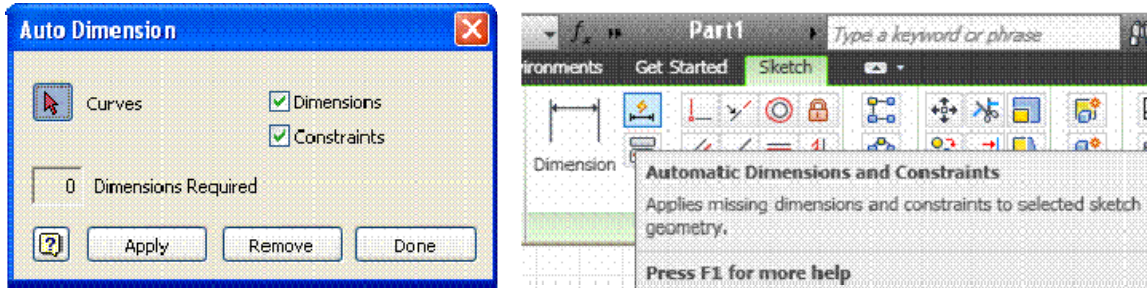 Auto Dimension
Curves
Dimensions
Constraints
0 Dimensions Required
Apply Remove Done
fx Part1 Type a keyword or phrase
Get Started Sketch
Dimension
Automatic Dimensions and Constraints
Applies missing dimensions and constraints to selected sketch
geometry.
Press F1 for more help